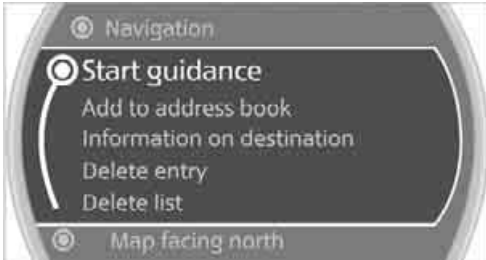 Navigation
Start guidance
Add to address book
Information on destination
Delete entry
Delete list
Map facing north